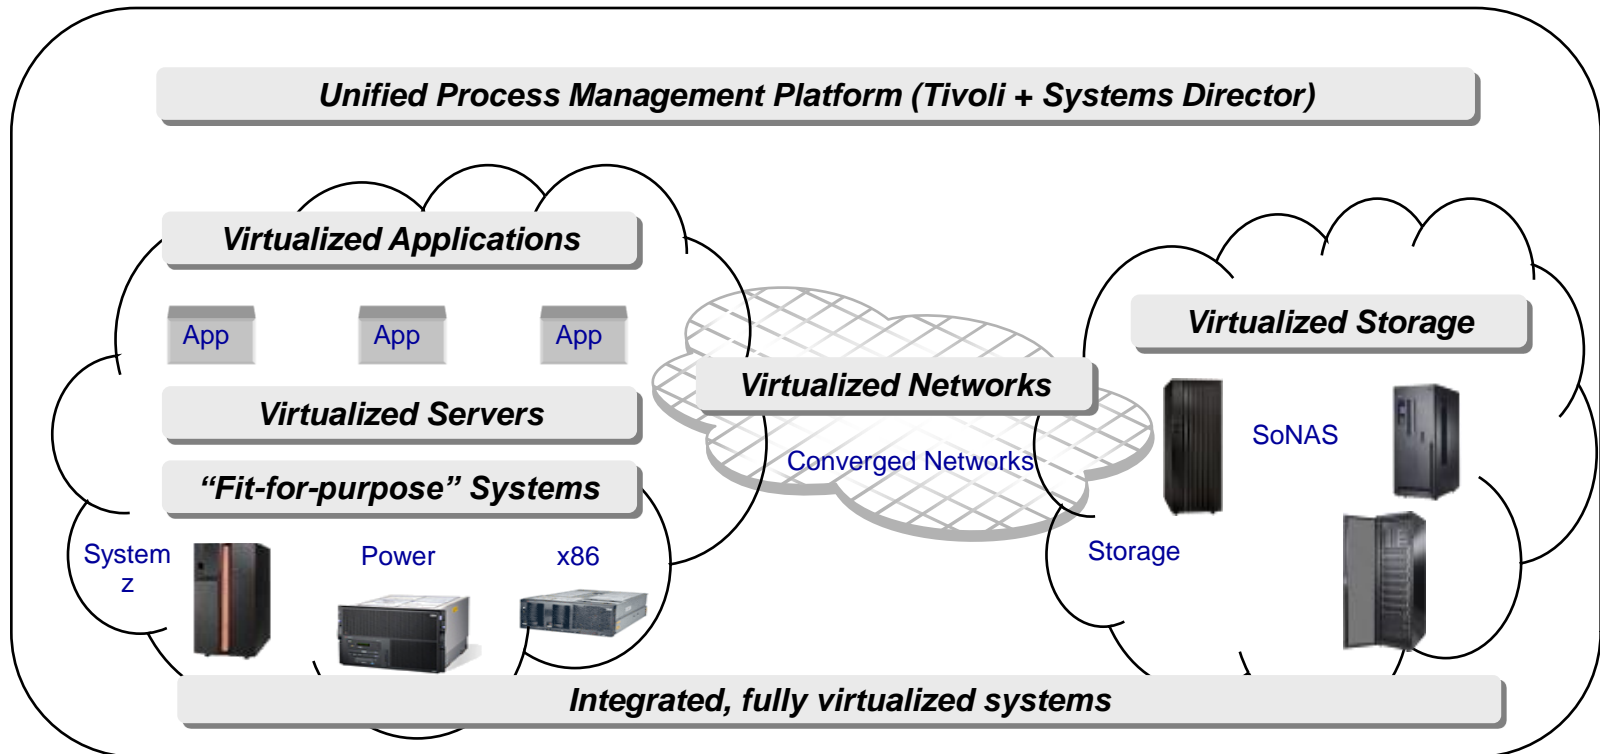 Unified Process Management Platform (Tivoli + Systems Director)
Virtualized Applications
App
App
App
Virtualized Servers
“Fit-for-purpose” Systems
System
z
Power
x86
Virtualized Networks
Converged Networks
Virtualized Storage
SoNAS
Storage
Integrated, fully virtualized systems